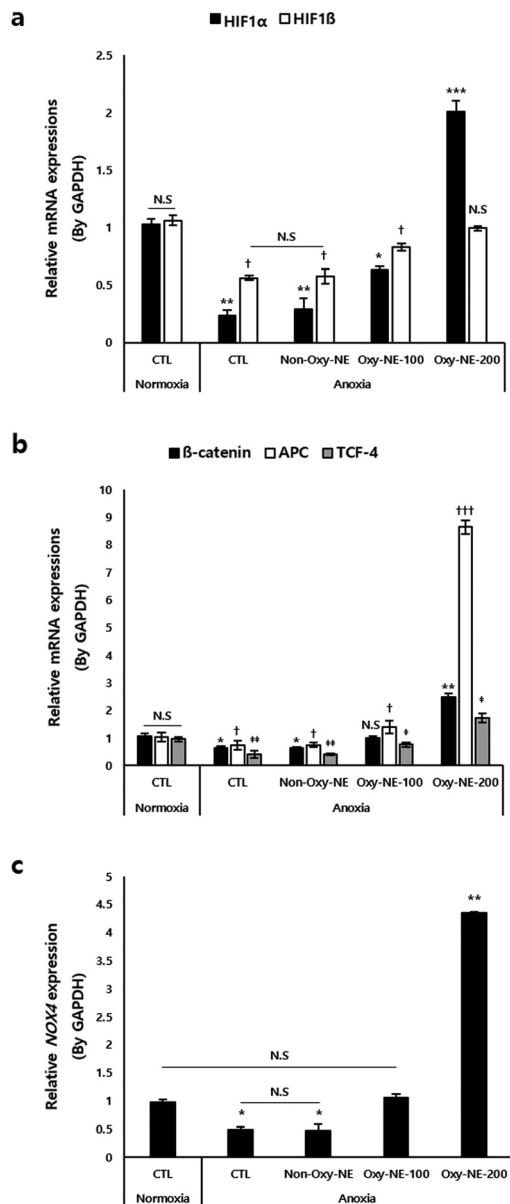 a
HIF1α HIF1ß
Relative mRNA expressions
(By GAPDH)
2.5
2
1.5
1
0.5
0
N.S
** † N.S ** † * † *** N.S
CTL CTL Non-Oxy-NE Oxy-NE-100 Oxy-NE-200
Normoxia Anoxia
b
ß-catenin APC TCF-4
Relative mRNA expressions
(By GAPDH)
10
9
8
7
6
5
4
3
2
1
0
N.S
* † ‡‡ * † ‡‡ N.S † ‡ ** ††† ‡
CTL CTL Non-Oxy-NE Oxy-NE-100 Oxy-NE-200
Normoxia Anoxia
c
Relative NOX4 expression
(By GAPDH)
5
4.5
4
3.5
3
2.5
2
1.5
1
0.5
0
**
N.S
N.S
* *
CTL CTL Non-Oxy-NE Oxy-NE-100 Oxy-NE-200
Normoxia Anoxia